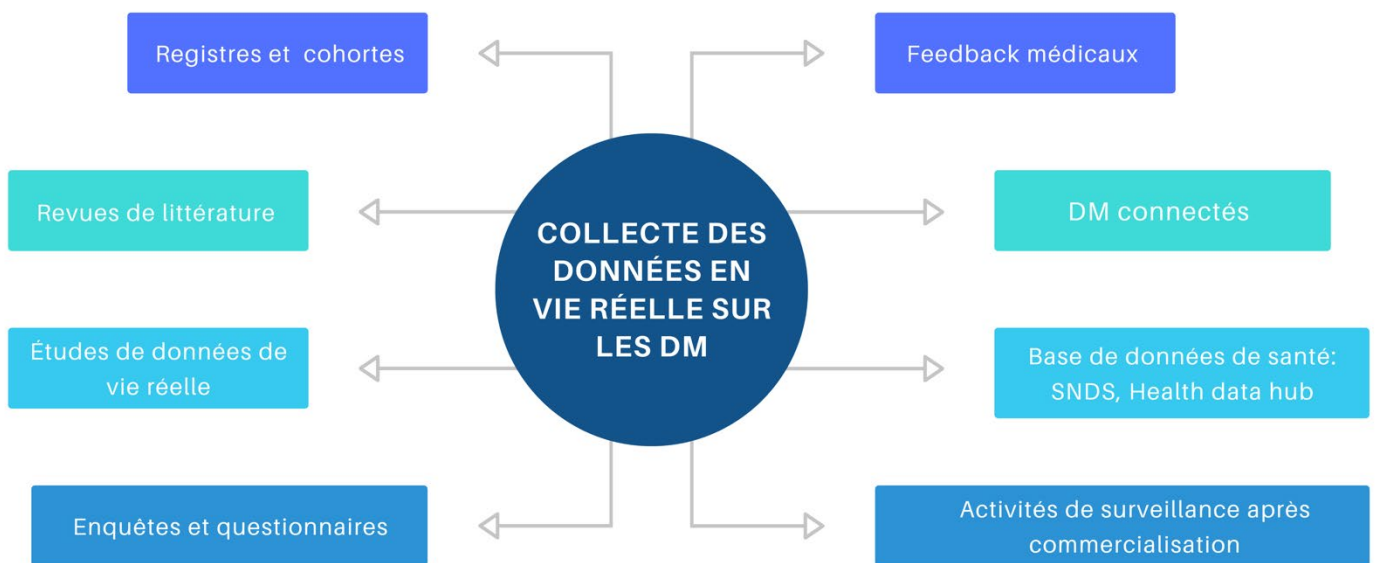 Registres et cohortes
Feedback médicaux
Revues de littérature
DM connectés
COLLECTE DES
DONNÉES EN
VIE RÉELLE SUR
LES DM
Études de données de
vie réelle
Base de données de santé:
SNDS, Health data hub
Enquêtes et questionnaires
Activités de surveillance après
commercialisation